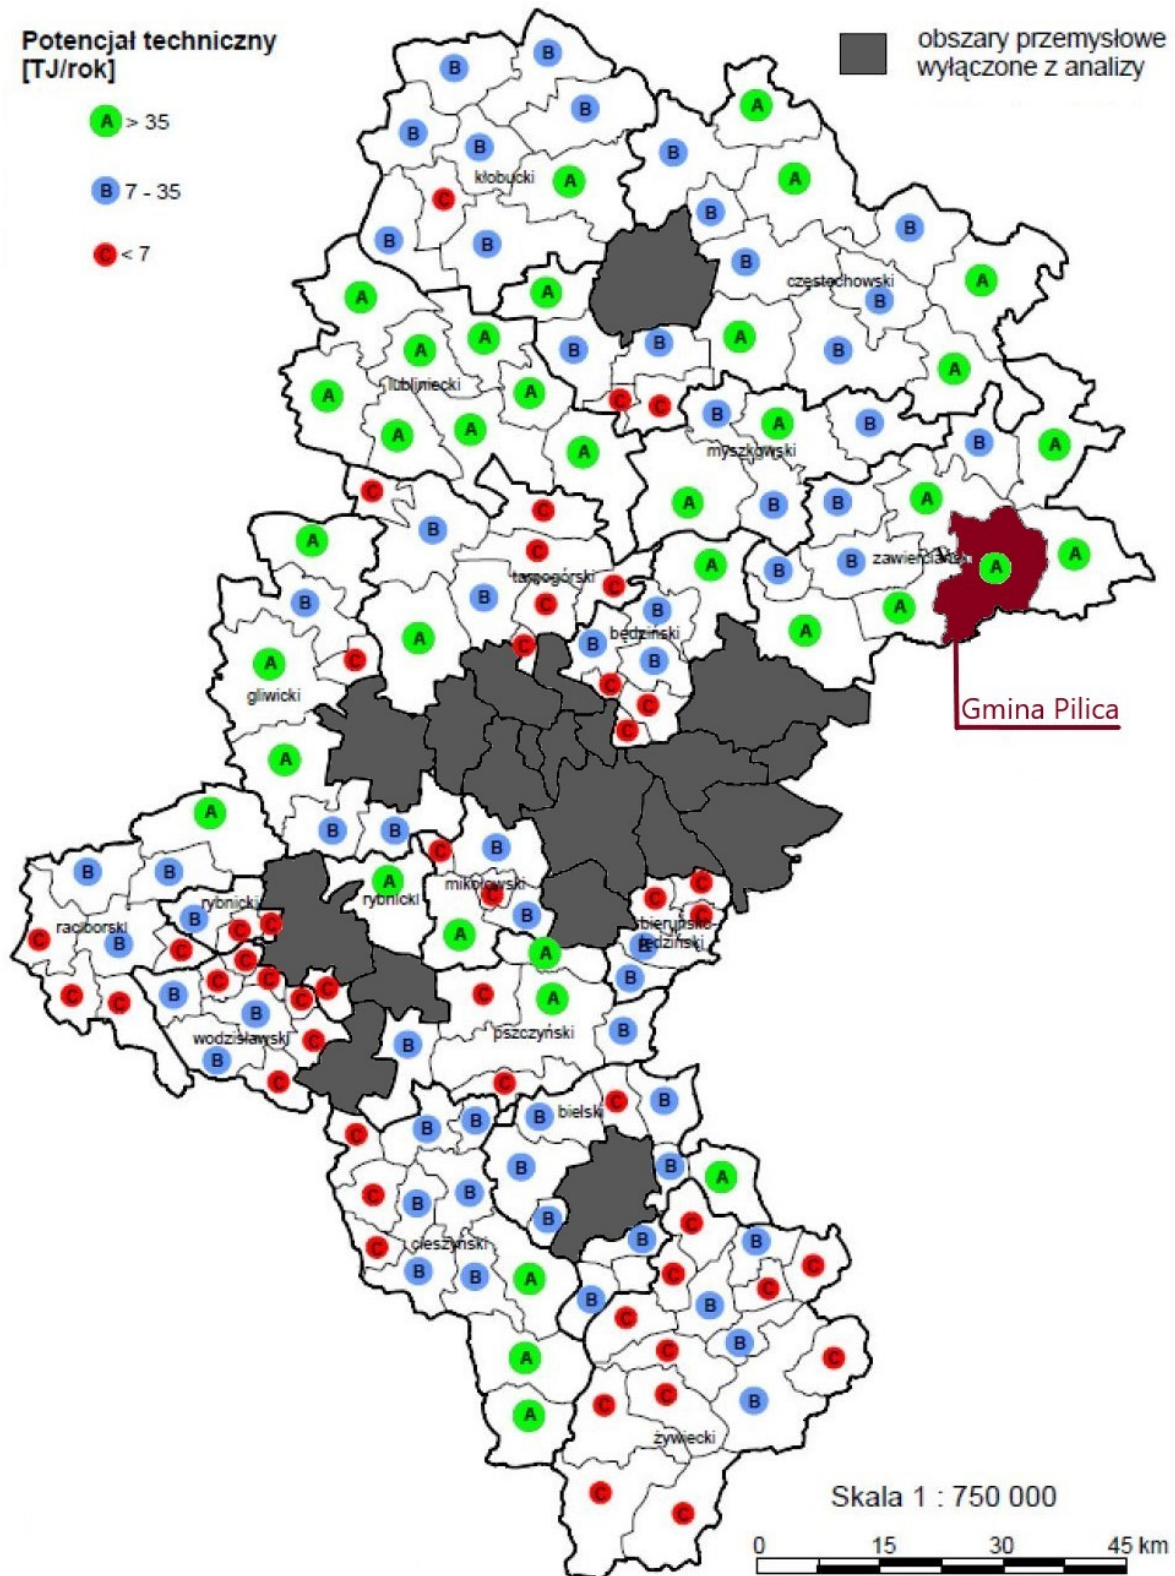 Potencjał techniczny
[TJ/rok]
A > 35
B 7 - 35
C < 7
obszary przemysłowe
wyłączone z analizy
kłobucki
częstochowski
lubliniecki
myszkowski
zawierciański
tarnogórski
będziński
gliwicki
Gmina Pilica
mikołowski
rybnicki
rybnicki
raciborski
bieruńsko-
lędziński
wodzisławski
pszczyński
bielski
cieszyński
żywiecki
Skala 1 : 750 000
0 15 30 45 km